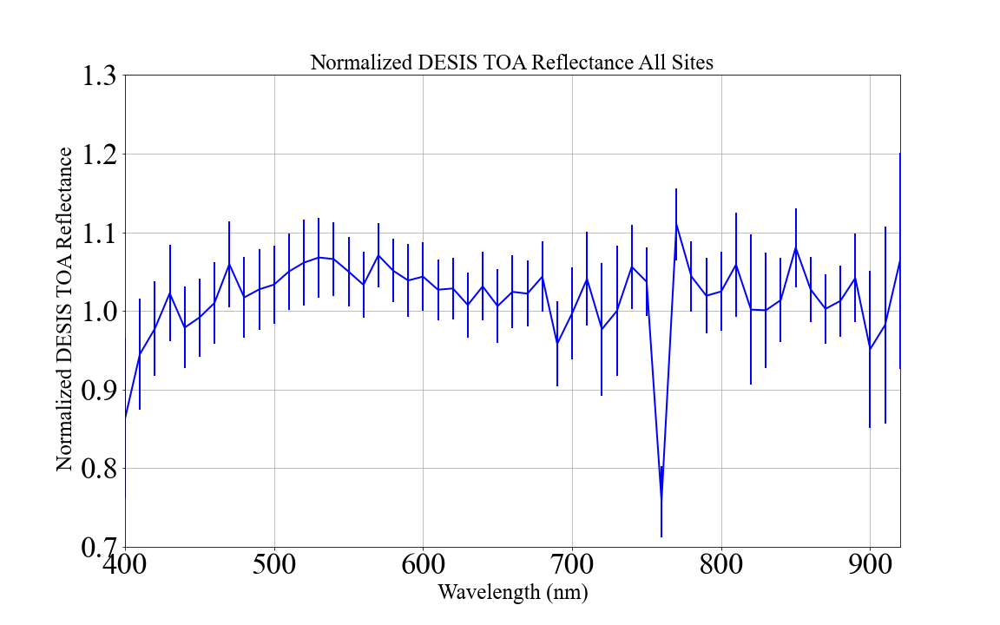 Normalized DESIS TOA Reflectance All Sites
1.3
1.2
1.1
1.0
0.9
0.8
0.7
Normalized DESIS TOA Reflectance
400 500 600 700 800 900
Wavelength (nm)